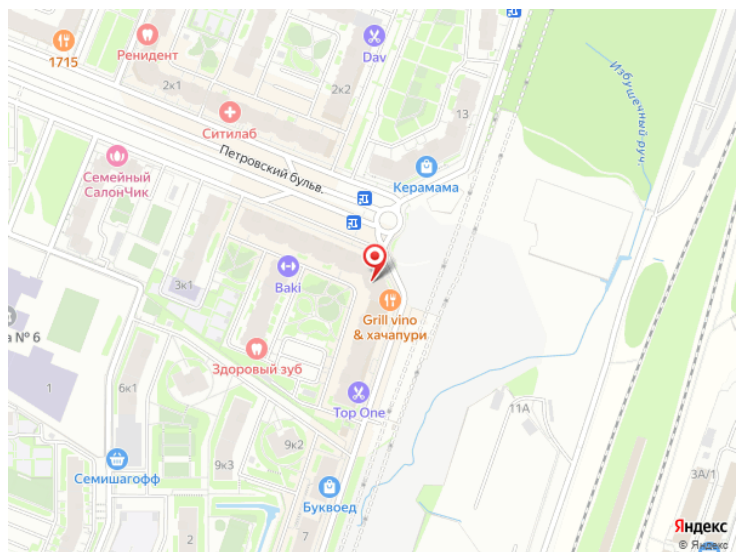 Ренидент
1715
2к1
Dav
2к2
Ситилаб
13
Избушечный руч.
Петровский бульв.
Керамама
Семейный
СалонЧик
3к1
Baki
Grill vino
& хачапури
а № 6
Здоровый зуб
1
6к1
Top One
11А
9к2
9к3
Семишагофф
3А/1
Буквоед
2
7
Яндекс
© Яндекс